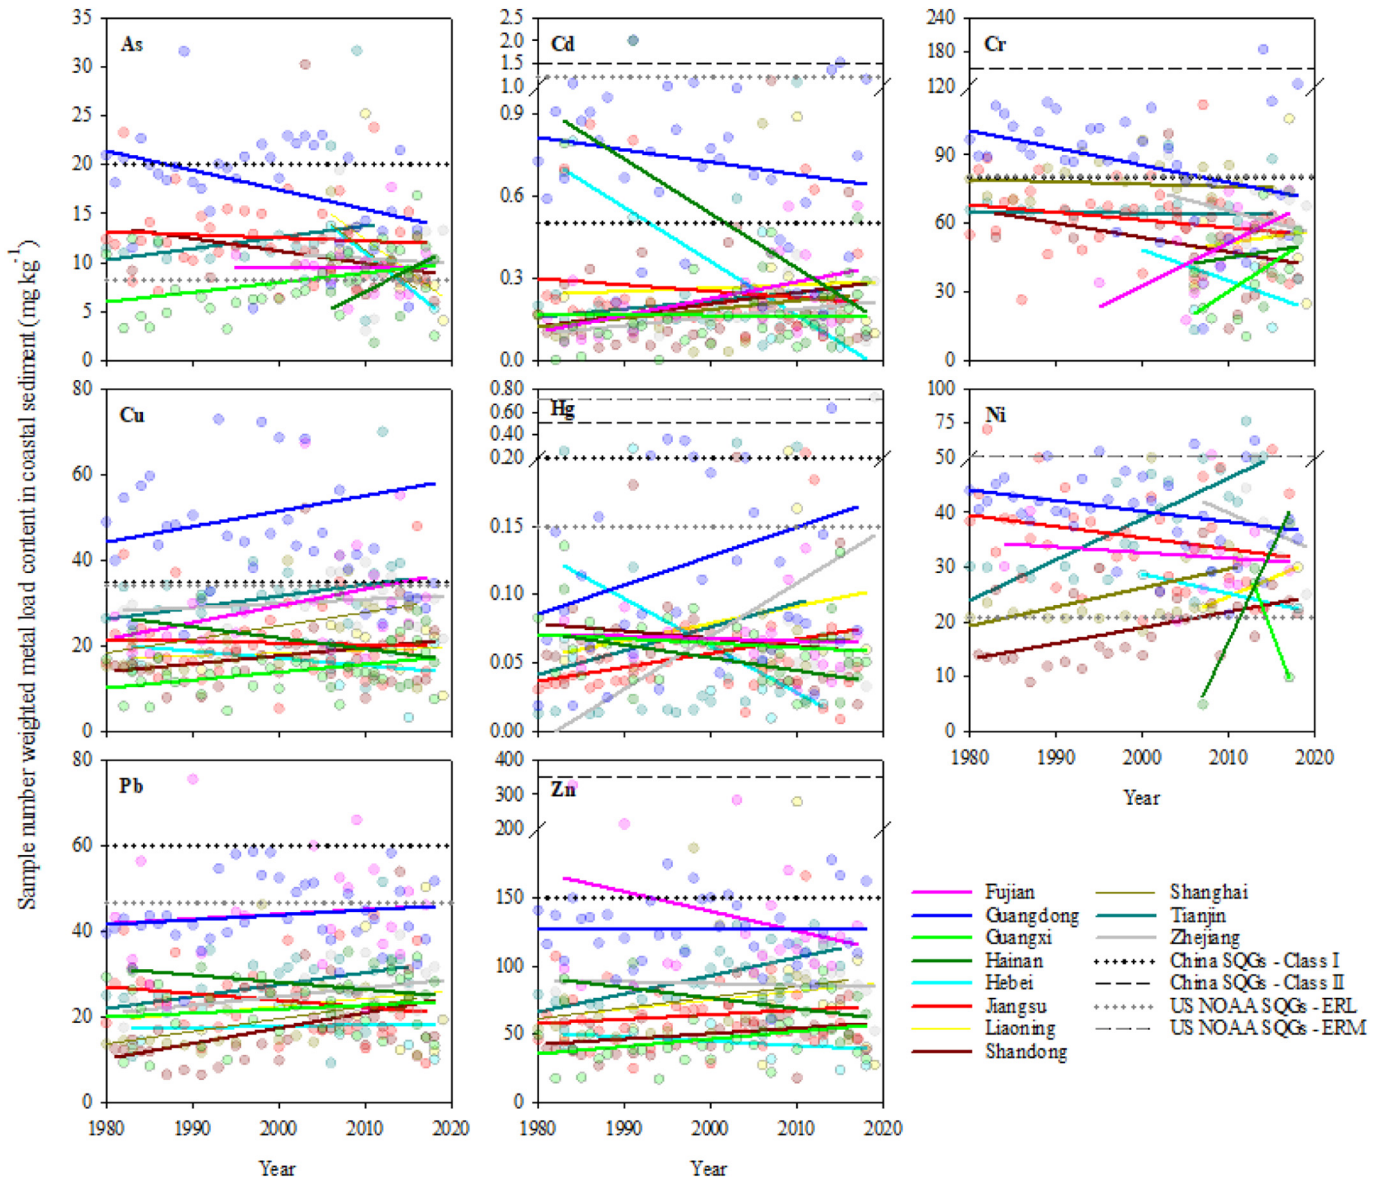 Sample number weighted metal load content in coastal sediment (mg kg-1)
As
35
30
25
20
15
10
5
0
Cd
2.5
2.0
1.5
1.0
0.9
0.6
0.3
0.0
Cr
240
180
120
90
60
30
0
Cu
80
60
40
20
0
Hg
0.80
0.60
0.40
0.20
0.15
0.10
0.05
0.00
Ni
100
75
50
40
30
20
10
0
1980 1990 2000 2010 2020
Year
Pb
80
60
40
20
0
1980 1990 2000 2010 2020
Year
Zn
400
300
200
150
100
50
0
1980 1990 2000 2010 2020
Year
Fujian
Guangdong
Guangxi
Hainan
Hebei
Jiangsu
Liaoning
Shandong
Shanghai
Tianjin
Zhejiang
China SQGs - Class I
China SQGs - Class II
US NOAA SQGs - ERL
US NOAA SQGs - ERM